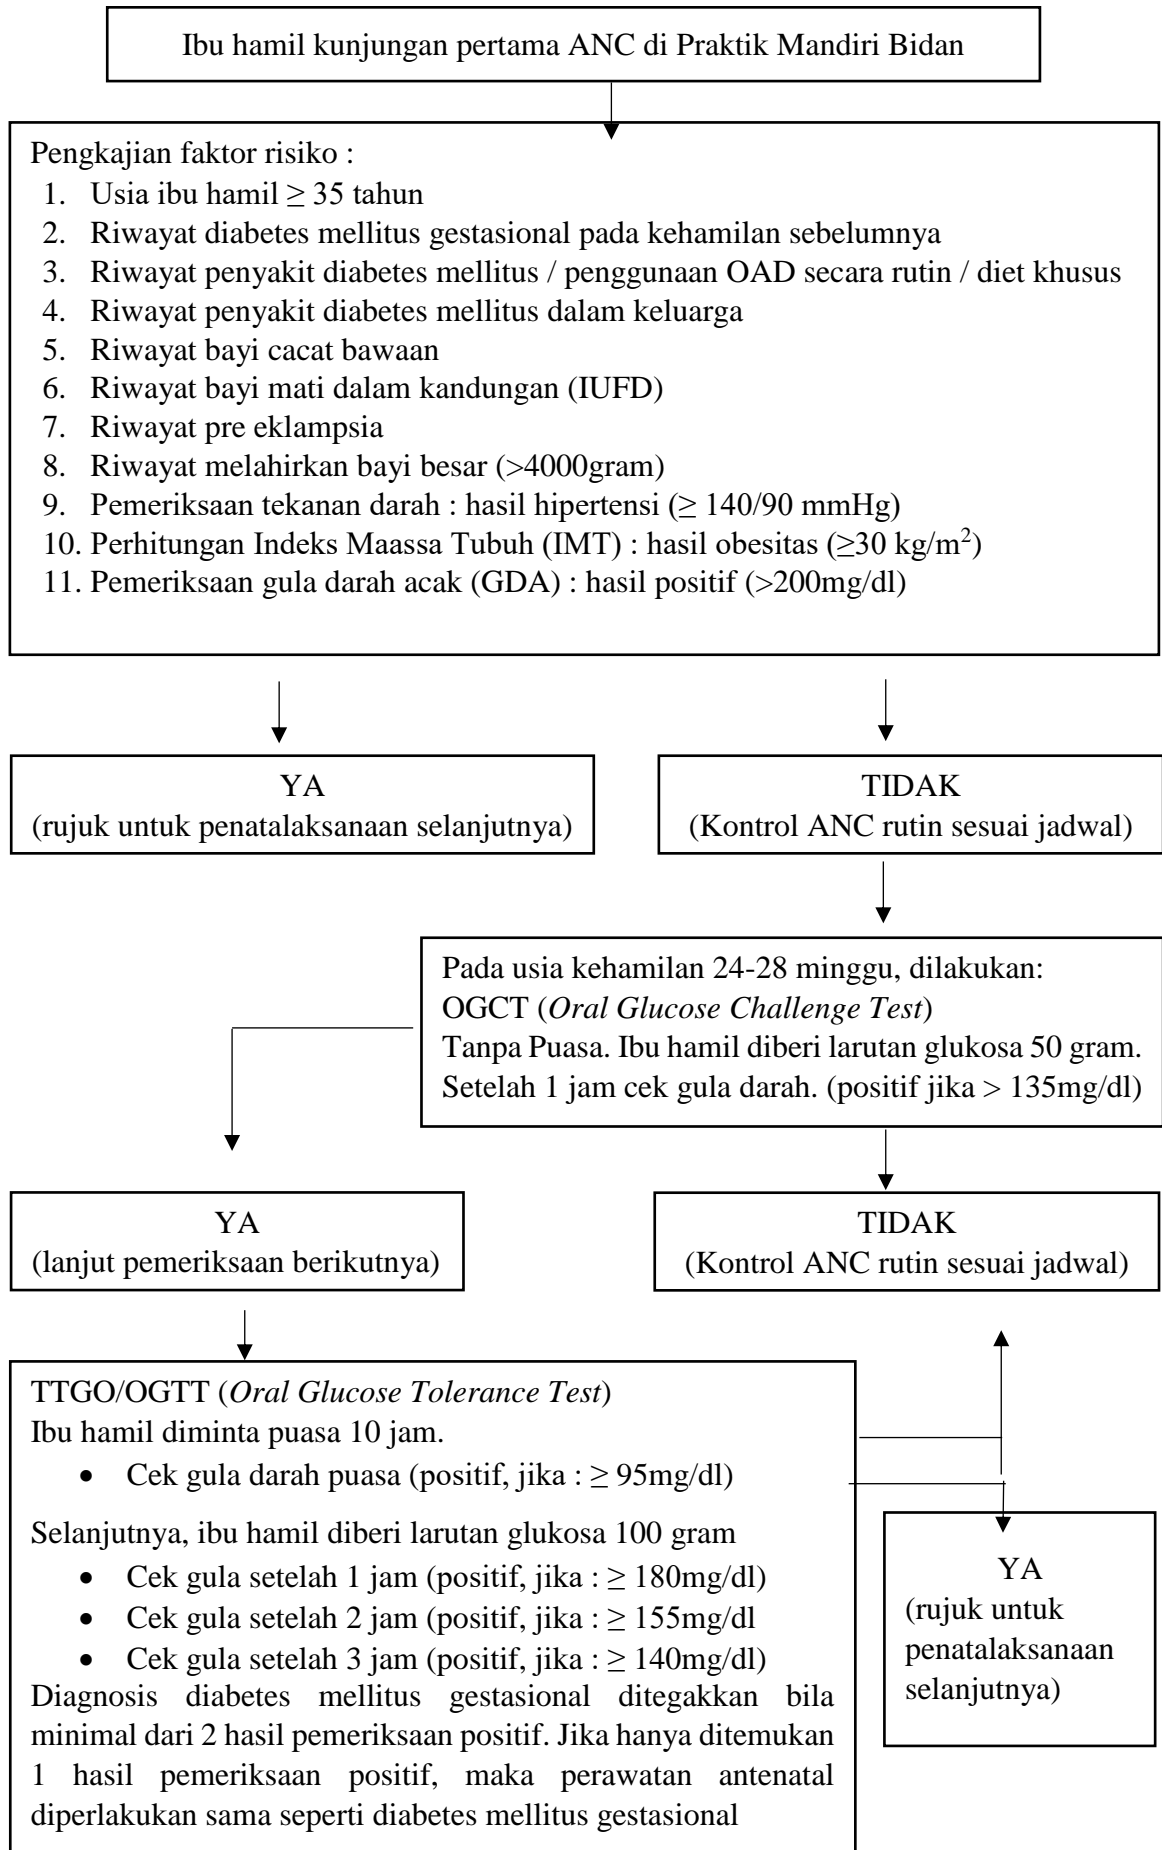 Ibu hamil kunjungan pertama ANC di Praktik Mandiri Bidan
Pengkajian faktor risiko :
1. Usia ibu hamil ≥ 35 tahun
2. Riwayat diabetes mellitus gestasional pada kehamilan sebelumnya
3. Riwayat penyakit diabetes mellitus / penggunaan OAD secara rutin / diet khusus
4. Riwayat penyakit diabetes mellitus dalam keluarga
5. Riwayat bayi cacat bawaan
6. Riwayat bayi mati dalam kandungan (IUFD)
7. Riwayat pre eklampsia
8. Riwayat melahirkan bayi besar (>4000gram)
9. Pemeriksaan tekanan darah : hasil hipertensi (≥ 140/90 mmHg)
10. Perhitungan Indeks Maassa Tubuh (IMT) : hasil obesitas (≥30 kg/m²)
11. Pemeriksaan gula darah acak (GDA) : hasil positif (>200mg/dl)
YA
(rujuk untuk penatalaksanaan selanjutnya)
TIDAK
(Kontrol ANC rutin sesuai jadwal)
Pada usia kehamilan 24-28 minggu, dilakukan:
OGCT (Oral Glucose Challenge Test)
Tanpa Puasa. Ibu hamil diberi larutan glukosa 50 gram.
Setelah 1 jam cek gula darah. (positif jika > 135mg/dl)
YA
(lanjut pemeriksaan berikutnya)
TIDAK
(Kontrol ANC rutin sesuai jadwal)
TTGO/OGTT (Oral Glucose Tolerance Test)
Ibu hamil diminta puasa 10 jam.
• Cek gula darah puasa (positif, jika : ≥ 95mg/dl)
Selanjutnya, ibu hamil diberi larutan glukosa 100 gram
• Cek gula setelah 1 jam (positif, jika : ≥ 180mg/dl)
• Cek gula setelah 2 jam (positif, jika : ≥ 155mg/dl
• Cek gula setelah 3 jam (positif, jika : ≥ 140mg/dl)
Diagnosis diabetes mellitus gestasional ditegakkan bila
minimal dari 2 hasil pemeriksaan positif. Jika hanya ditemukan
1 hasil pemeriksaan positif, maka perawatan antenatal
diperlakukan sama seperti diabetes mellitus gestasional
YA
(rujuk untuk
penatalaksanaan
selanjutnya)